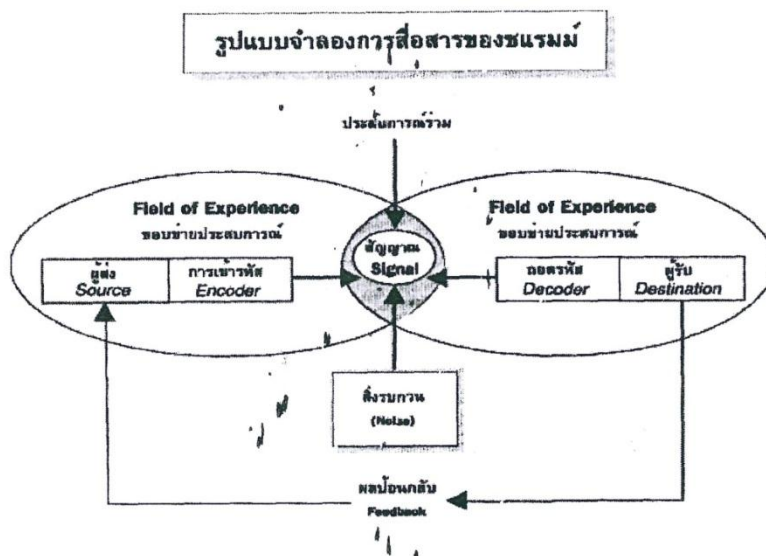 รูปแบบจำลองการสื่อสารของชแรมม์
ประสบการณ์ร่วม
Field of Experience
ขอบข่ายประสบการณ์
ผู้ส่ง
Source
การเข้ารหัส
Encoder
สัญญาณ
Signal
Field of Experience
ขอบข่ายประสบการณ์
ถอดรหัส
Decoder
ผู้รับ
Destination
สิ่งรบกวน
(Noise)
ผลป้อนกลับ
Feedback